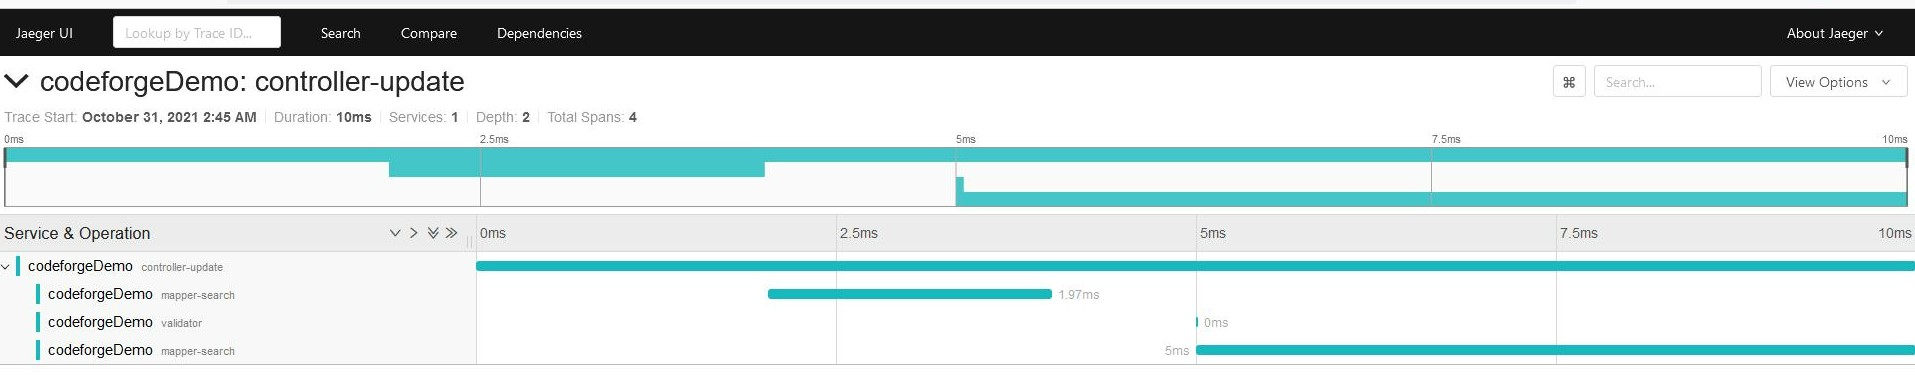 Jaeger UI Lookup by Trace ID... Search Compare Dependencies About Jaeger
codeforgeDemo: controller-update ⌘ Search... View Options
Trace Start: October 31, 2021 2:45 AM Duration: 10ms Services: 1 Depth: 2 Total Spans: 4
0ms 2.5ms 5ms 7.5ms 10ms
Service & Operation 0ms 2.5ms 5ms 7.5ms 10ms
codeforgeDemo controller-update
codeforgeDemo mapper-search 1.97ms
codeforgeDemo validator 0ms
codeforgeDemo mapper-search 5ms